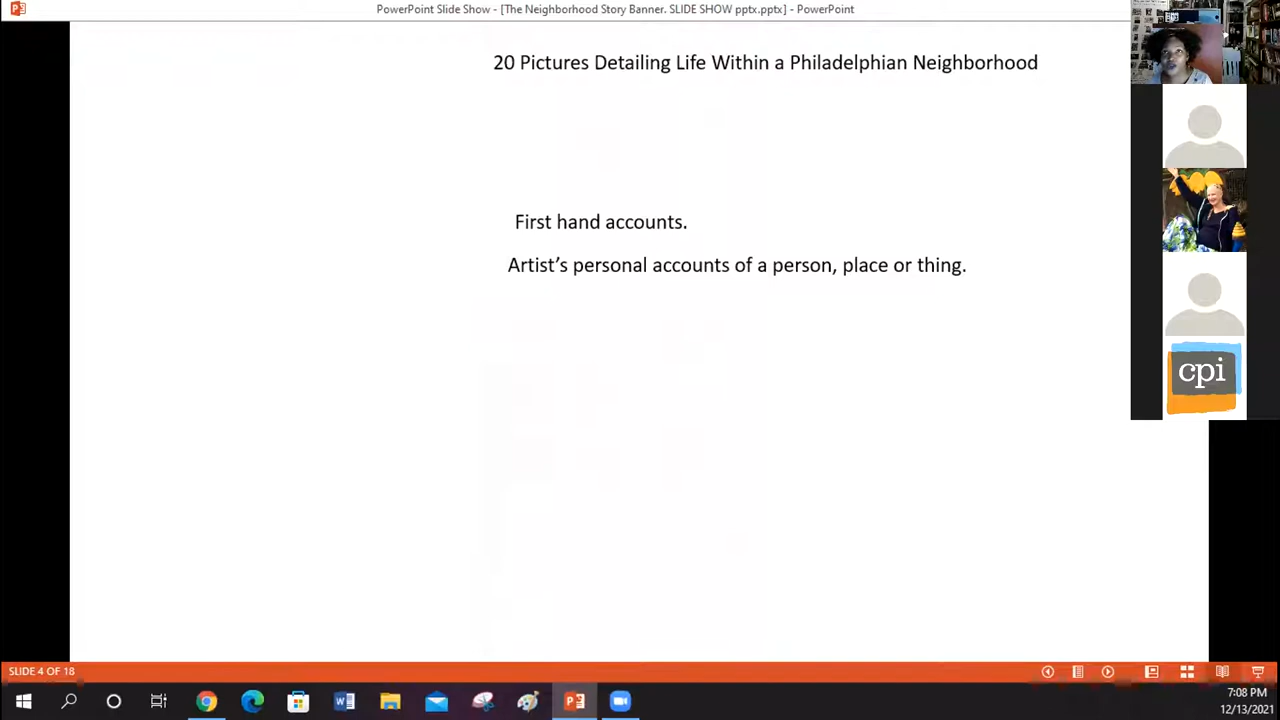 PowerPoint Slide Show - [The Neighborhood Story Banner. SLIDE SHOW pptx.pptx] - PowerPoint
20 Pictures Detailing Life Within a Philadelphian Neighborhood
First hand accounts.
Artist’s personal accounts of a person, place or thing.
cpi
SLIDE 4 OF 18
7:08 PM
12/13/2021